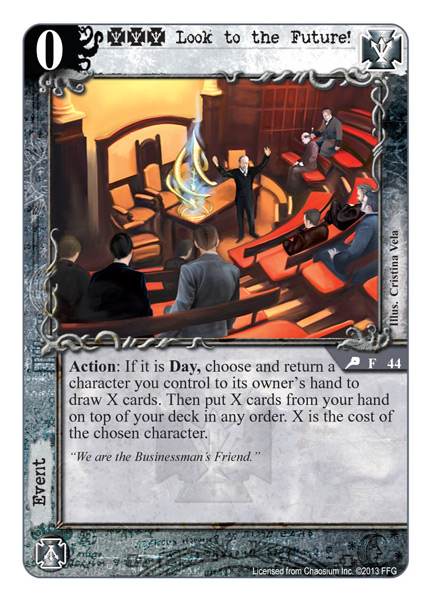 0
Look to the Future!
Illus. Cristina Vela
F 44
Action: If it is Day, choose and return a
character you control to its owner's hand to
draw X cards. Then put X cards from your hand
on top of your deck in any order. X is the cost of
the chosen character.
"We are the Businessman's Friend."
Event
Licensed from Chaosium Inc. ©2013 FFG